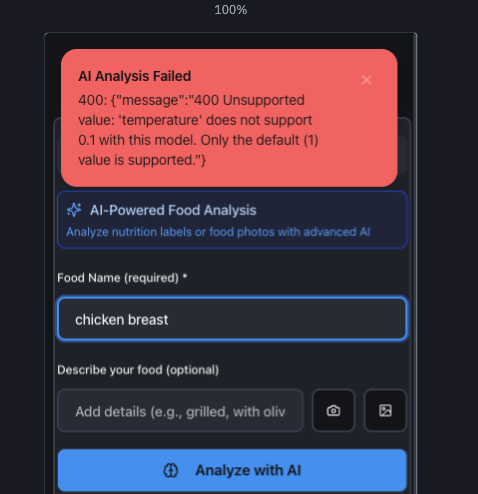 100%
AI Analysis Failed
400: {"message":"400 Unsupported
value: 'temperature' does not support
0.1 with this model. Only the default (1)
value is supported."}
AI-Powered Food Analysis
Analyze nutrition labels or food photos with advanced AI
Food Name (required) *
chicken breast
Describe your food (optional)
Add details (e.g., grilled, with oliv
Analyze with AI